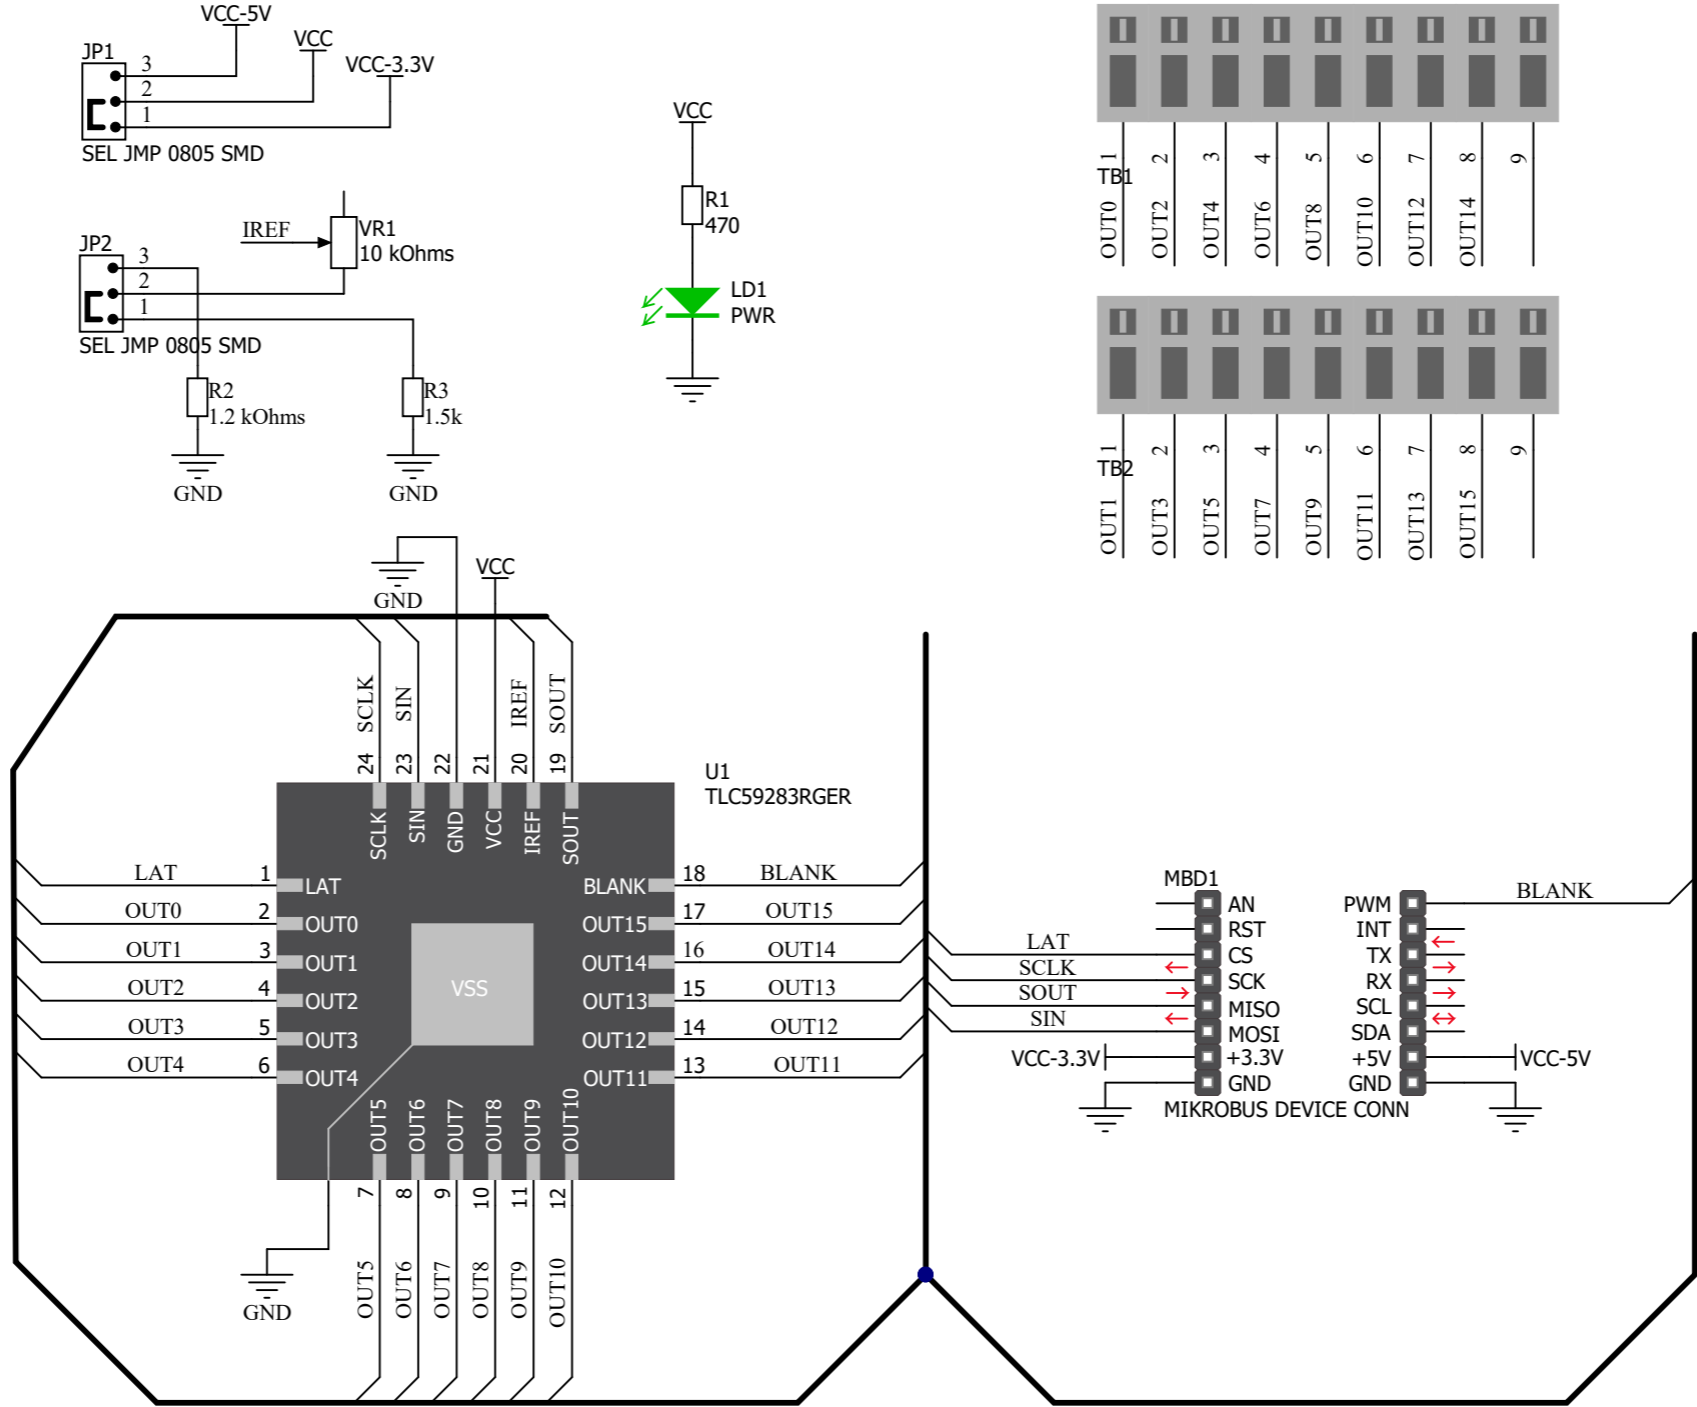 VCC-5V
VCC
VCC-3.3V
JP1
3
2
1
SEL JMP 0805 SMD
IREF
VR1
10 kOhms
JP2
3
2
1
SEL JMP 0805 SMD
R2
1.2 kOhms
GND
R3
1.5k
GND
VCC
R1
470
LD1
PWR
1 2 3 4 5 6 7 8 9
TB1
OUT0 OUT2 OUT4 OUT6 OUT8 OUT10 OUT12 OUT14
1 2 3 4 5 6 7 8 9
TB2
OUT1 OUT3 OUT5 OUT7 OUT9 OUT11 OUT13 OUT15
GND
VCC
SCLK SIN IREF SOUT
24 23 22 21 20 19
SCLK SIN GND VCC IREF SOUT
U1
TLC59283RGER
LAT 1 LAT
OUT0 2 OUT0
OUT1 3 OUT1
OUT2 4 OUT2
OUT3 5 OUT3
OUT4 6 OUT4
VSS
BLANK 18 BLANK
OUT15 17 OUT15
OUT14 16 OUT14
OUT13 15 OUT13
OUT12 14 OUT12
OUT11 13 OUT11
OUT5 OUT6 OUT7 OUT8 OUT9 OUT10
7 8 9 10 11 12
OUT5 OUT6 OUT7 OUT8 OUT9 OUT10
GND
MBD1
AN
RST
LAT CS
SCLK SCK
SOUT MISO
SIN MOSI
VCC-3.3V +3.3V
GND
PWM BLANK
INT
TX
RX
SCL
SDA
+5V VCC-5V
GND
MIKROBUS DEVICE CONN